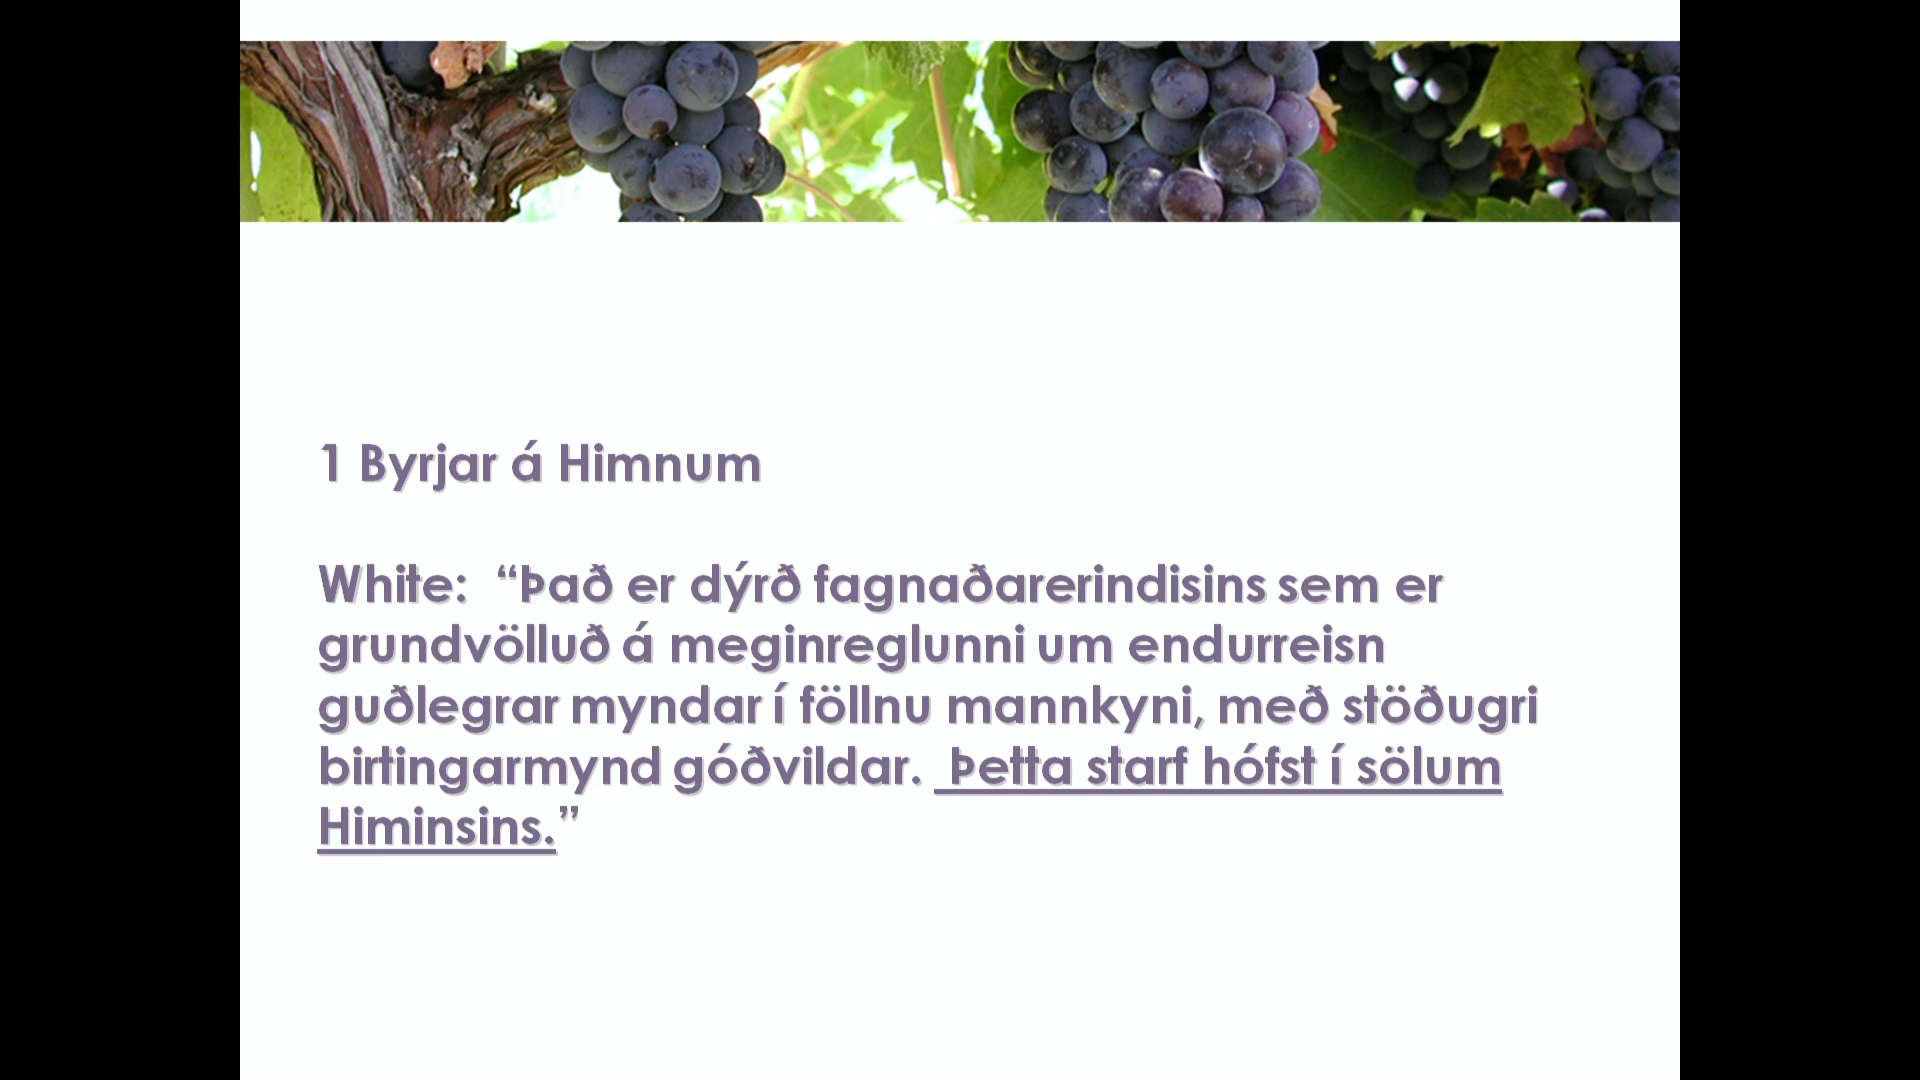 1 Byrjar á Himnum
White:  “Það er dýrð fagnaðarerindisins sem er
grundvölluð á meginreglunni um endurreisn
guðlegrar myndar í föllnu mannkyni, með stöðugri
birtingarmynd góðvildar.  Þetta starf hófst í sölum
Himinsins.”